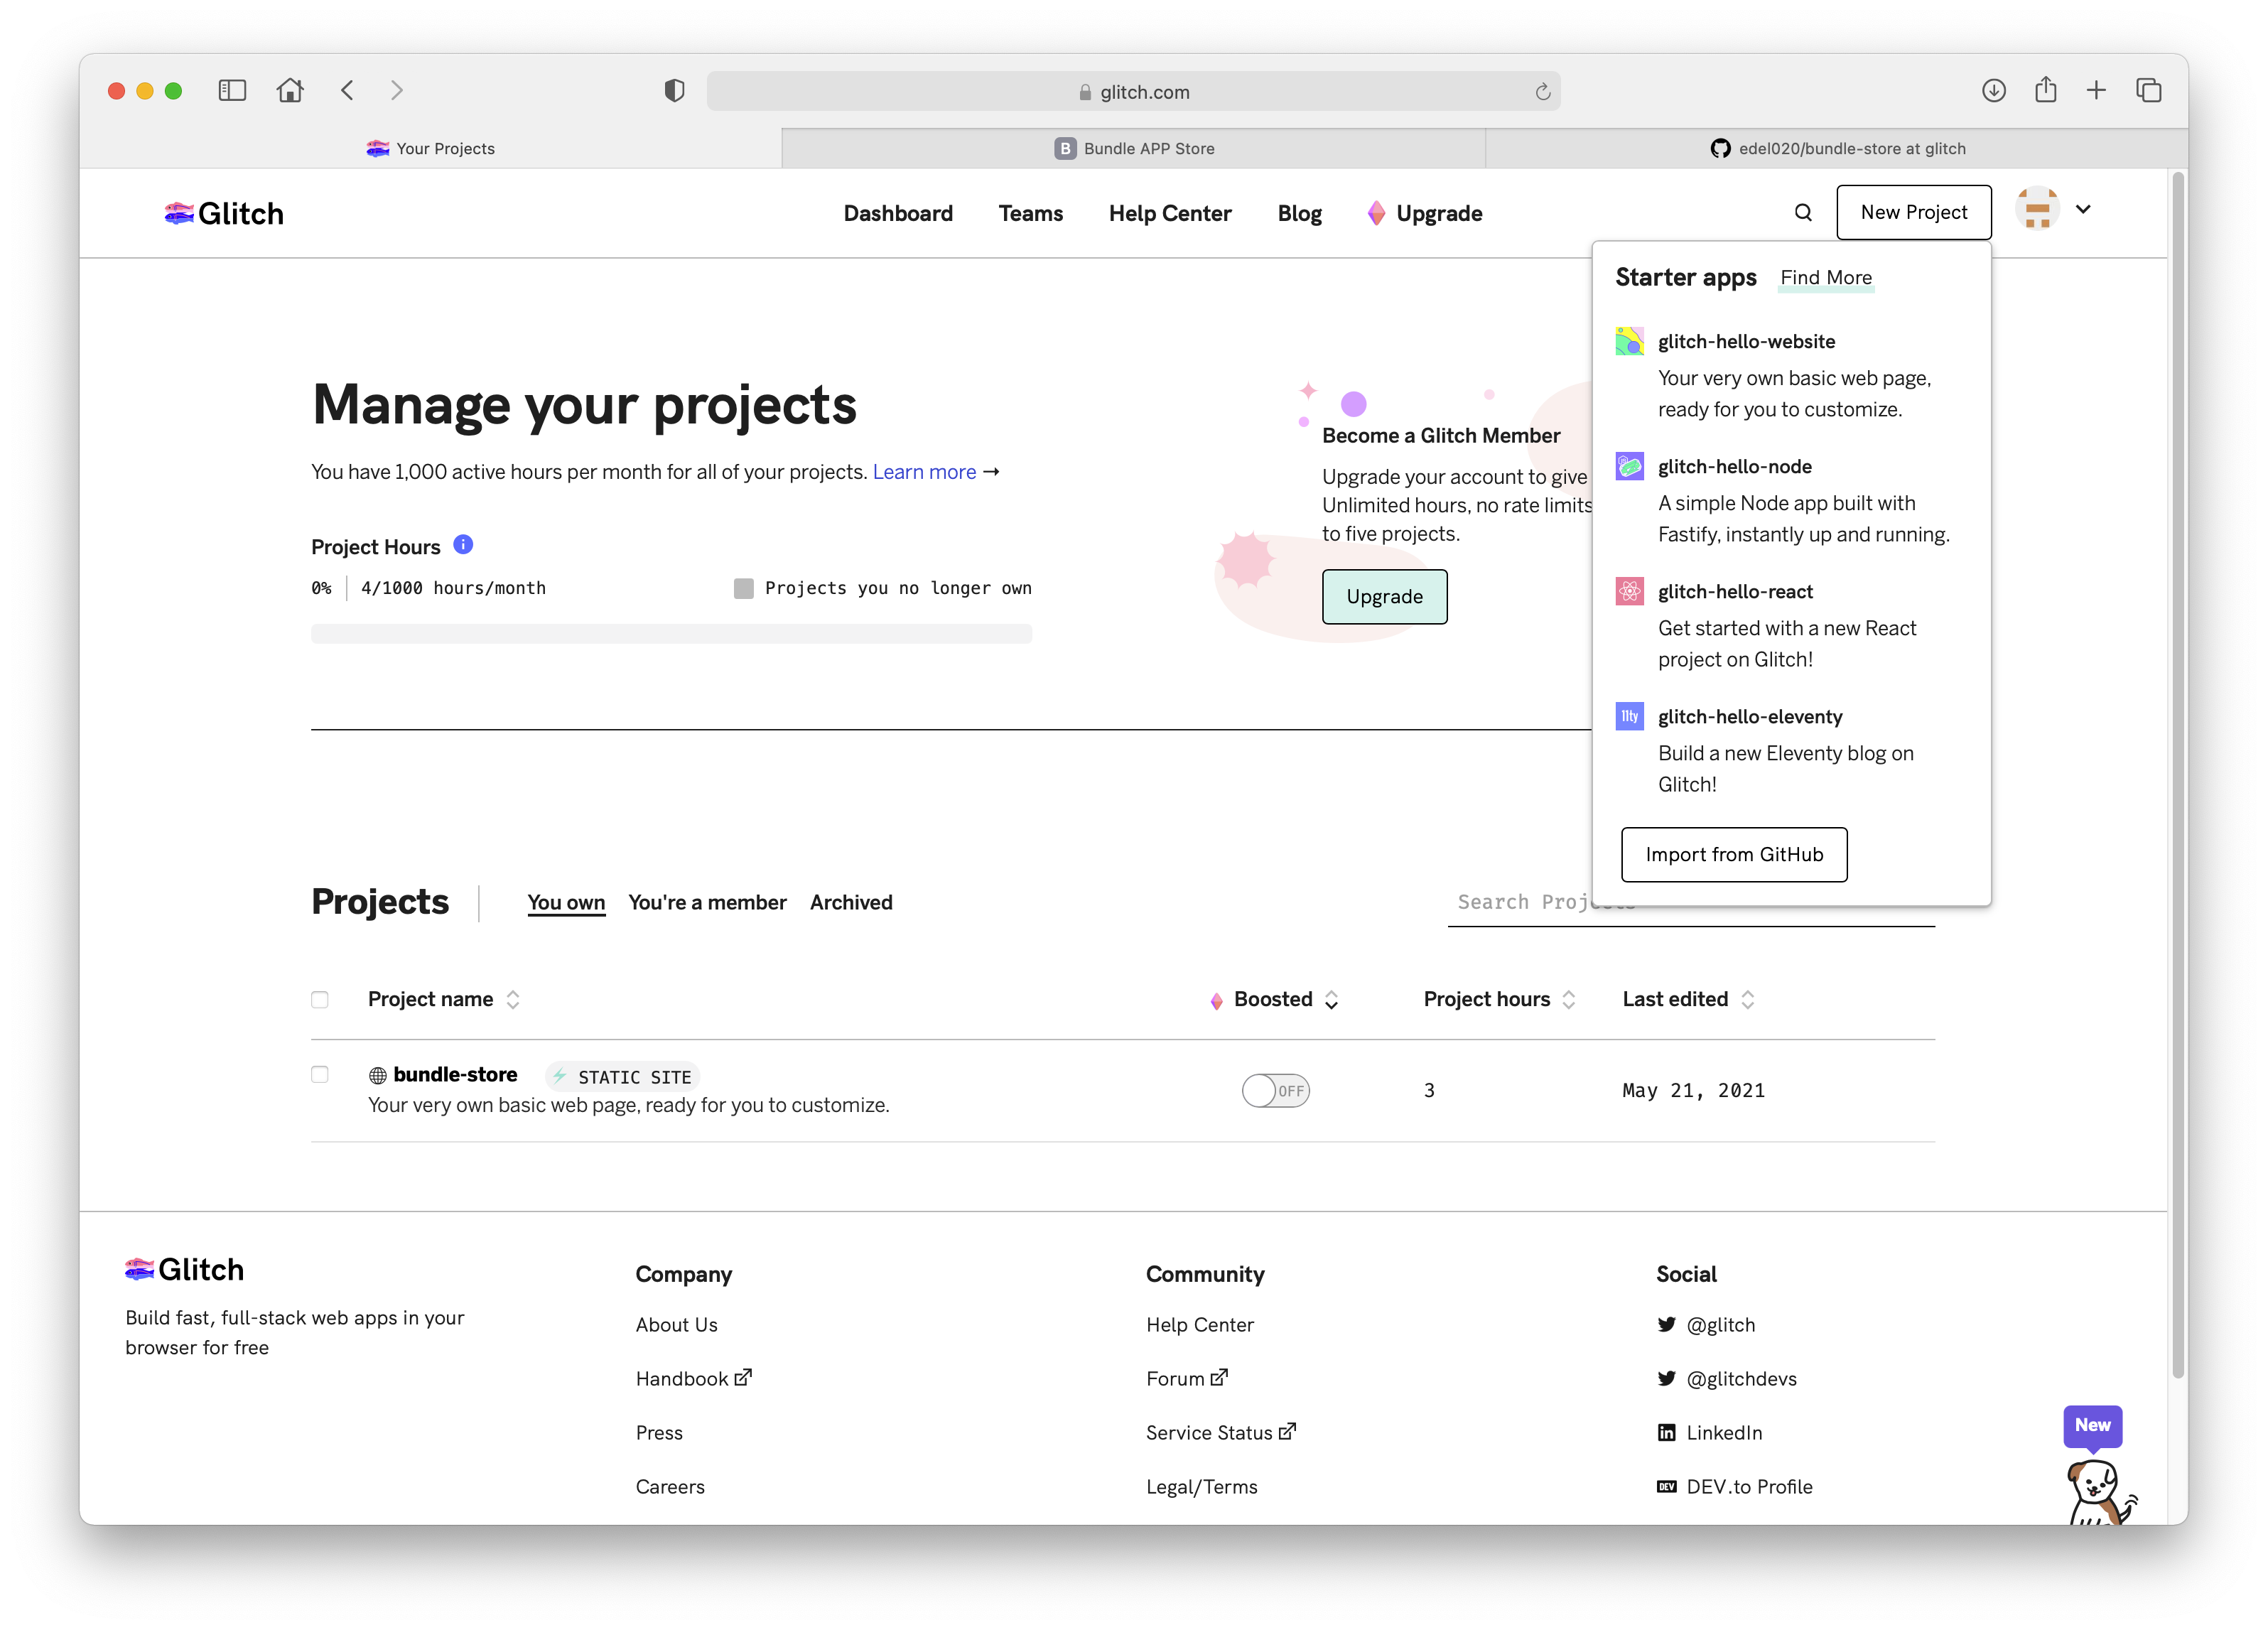 glitch.com
Your Projects
B Bundle APP Store
edel020/bundle-store at glitch
Glitch
Dashboard Teams Help Center Blog Upgrade
New Project
Starter apps Find More
glitch-hello-website
Your very own basic web page,
ready for you to customize.
glitch-hello-node
A simple Node app built with
Fastify, instantly up and running.
glitch-hello-react
Get started with a new React
project on Glitch!
11ty
glitch-hello-eleventy
Build a new Eleventy blog on
Glitch!
Import from GitHub
Manage your projects
You have 1,000 active hours per month for all of your projects. Learn more →
Project Hours i
0% 4/1000 hours/month
Projects you no longer own
Become a Glitch Member
Upgrade your account to give
Unlimited hours, no rate limits
to five projects.
Upgrade
Projects
You own You're a member Archived
Search
Project name Boosted Project hours Last edited
bundle-store STATIC SITE
Your very own basic web page, ready for you to customize.
OFF
3
May 21, 2021
Glitch
Build fast, full-stack web apps in your
browser for free
Company
About Us
Handbook
Press
Careers
Community
Help Center
Forum
Service Status
Legal/Terms
Social
@glitch
@glitchdevs
LinkedIn
DEV DEV.to Profile
New